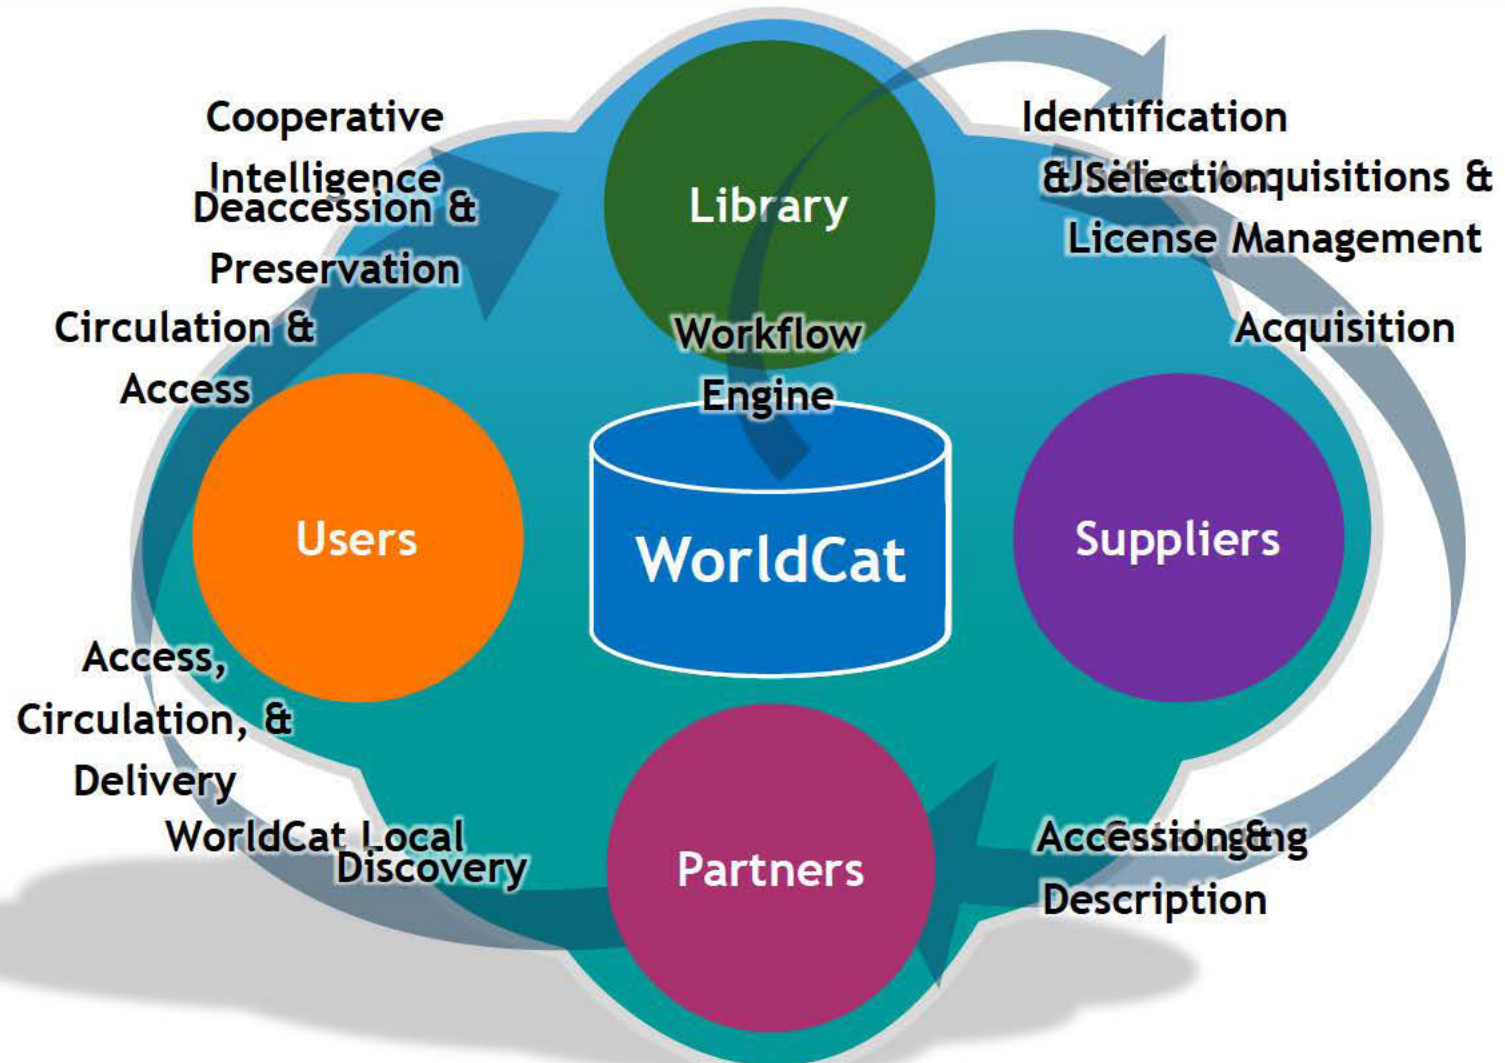 Cooperative
Intelligence
Deaccession &
Preservation
Circulation &
Access
Library
Identification
& Selection
Acquisitions &
License Management
Acquisition
Workflow
Engine
Users
WorldCat
Suppliers
Access,
Circulation, &
Delivery
WorldCat Local
Discovery
Partners
Accession &
Description